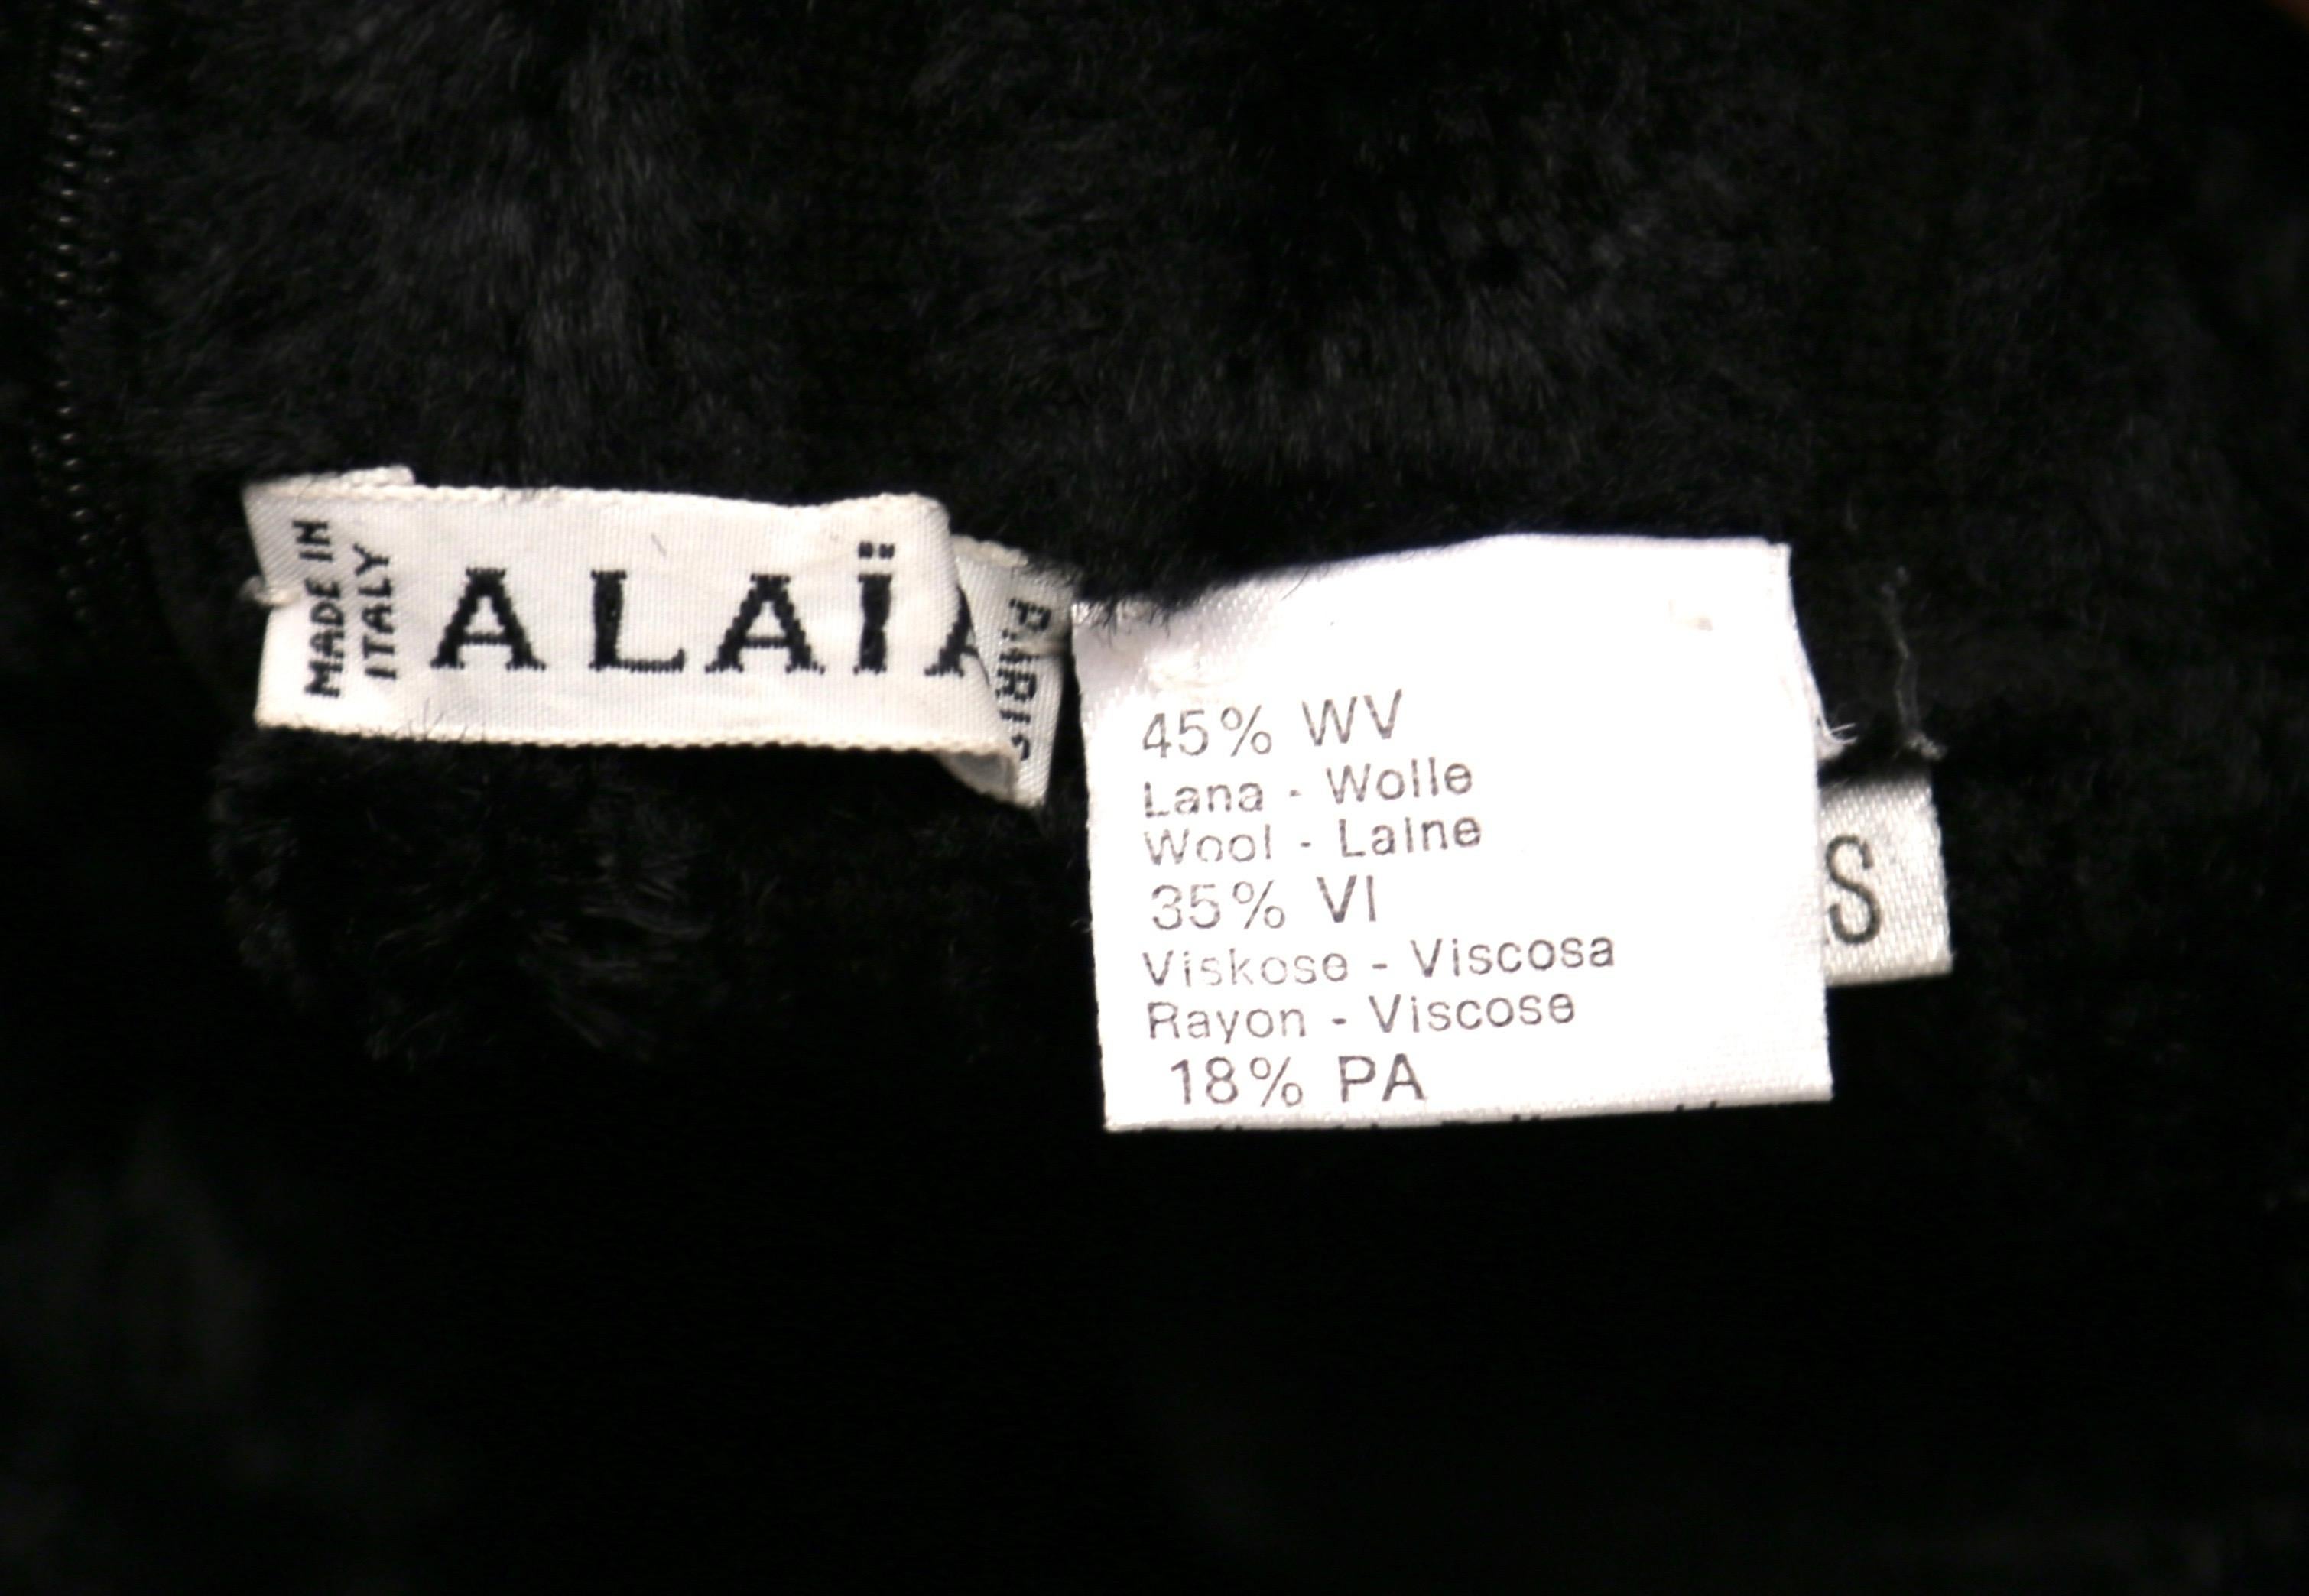 MADE IN
ITALY
ALAÏA
PARIS
45% WV
Lana - Wolle
Wool - Laine
35% VI
Viskose - Viscosa
Rayon - Viscose
18% PA
S